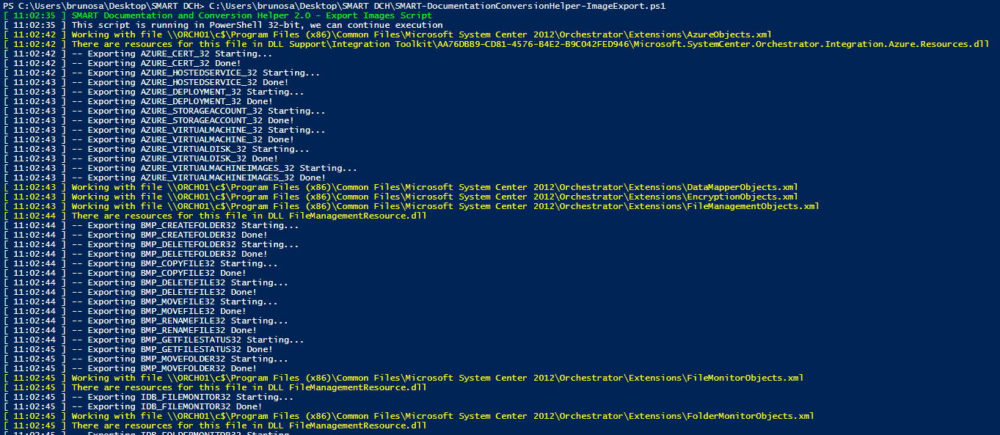 PS C:\Users\brunosa\Desktop\SMART DCH> C:\Users\brunosa\Desktop\SMART DCH\SMART-DocumentationConversionHelper-ImageExport.ps1
[ 11:02:35 ] SMART Documentation and Conversion Helper 2.0 - Export Images Script
[ 11:02:35 ] This script is running in PowerShell 32-bit, we can continue execution
[ 11:02:42 ] Working with file \\ORCH01\c$\Program Files (x86)\Common Files\Microsoft System Center 2012\Orchestrator\Extensions\AzureObjects.xml
[ 11:02:42 ] There are resources for this file in DLL Support\Integration Toolkit\AA76DBB9-CD81-4576-B4E2-B9C042FED946\Microsoft.SystemCenter.Orchestrator.Integration.Azure.Resources.dll
[ 11:02:42 ] -- Exporting AZURE_CERT_32 Starting...
[ 11:02:42 ] -- Exporting AZURE_CERT_32 Done!
[ 11:02:42 ] -- Exporting AZURE_HOSTEDSERVICE_32 Starting...
[ 11:02:43 ] -- Exporting AZURE_HOSTEDSERVICE_32 Done!
[ 11:02:43 ] -- Exporting AZURE_DEPLOYMENT_32 Starting...
[ 11:02:43 ] -- Exporting AZURE_DEPLOYMENT_32 Done!
[ 11:02:43 ] -- Exporting AZURE_STORAGEACCOUNT_32 Starting...
[ 11:02:43 ] -- Exporting AZURE_STORAGEACCOUNT_32 Done!
[ 11:02:43 ] -- Exporting AZURE_VIRTUALMACHINE_32 Starting...
[ 11:02:43 ] -- Exporting AZURE_VIRTUALMACHINE_32 Done!
[ 11:02:43 ] -- Exporting AZURE_VIRTUALDISK_32 Starting...
[ 11:02:43 ] -- Exporting AZURE_VIRTUALDISK_32 Done!
[ 11:02:43 ] -- Exporting AZURE_VIRTUALMACHINEIMAGES_32 Starting...
[ 11:02:43 ] -- Exporting AZURE_VIRTUALMACHINEIMAGES_32 Done!
[ 11:02:43 ] Working with file \\ORCH01\c$\Program Files (x86)\Common Files\Microsoft System Center 2012\Orchestrator\Extensions\DataMapperObjects.xml
[ 11:02:43 ] Working with file \\ORCH01\c$\Program Files (x86)\Common Files\Microsoft System Center 2012\Orchestrator\Extensions\EncryptionObjects.xml
[ 11:02:43 ] Working with file \\ORCH01\c$\Program Files (x86)\Common Files\Microsoft System Center 2012\Orchestrator\Extensions\FileManagementObjects.xml
[ 11:02:44 ] There are resources for this file in DLL FileManagementResource.dll
[ 11:02:44 ] -- Exporting BMP_CREATEFOLDER32 Starting...
[ 11:02:44 ] -- Exporting BMP_CREATEFOLDER32 Done!
[ 11:02:44 ] -- Exporting BMP_DELETEFOLDER32 Starting...
[ 11:02:44 ] -- Exporting BMP_DELETEFOLDER32 Done!
[ 11:02:44 ] -- Exporting BMP_COPYFILE32 Starting...
[ 11:02:44 ] -- Exporting BMP_COPYFILE32 Done!
[ 11:02:44 ] -- Exporting BMP_DELETEFILE32 Starting...
[ 11:02:44 ] -- Exporting BMP_DELETEFILE32 Done!
[ 11:02:44 ] -- Exporting BMP_MOVEFILE32 Starting...
[ 11:02:44 ] -- Exporting BMP_MOVEFILE32 Done!
[ 11:02:44 ] -- Exporting BMP_RENAMEFILE32 Starting...
[ 11:02:44 ] -- Exporting BMP_RENAMEFILE32 Done!
[ 11:02:44 ] -- Exporting BMP_GETFILESTATUS32 Starting...
[ 11:02:45 ] -- Exporting BMP_GETFILESTATUS32 Done!
[ 11:02:45 ] -- Exporting BMP_MOVEFOLDER32 Starting...
[ 11:02:45 ] -- Exporting BMP_MOVEFOLDER32 Done!
[ 11:02:45 ] Working with file \\ORCH01\c$\Program Files (x86)\Common Files\Microsoft System Center 2012\Orchestrator\Extensions\FileMonitorObjects.xml
[ 11:02:45 ] There are resources for this file in DLL FileManagementResource.dll
[ 11:02:45 ] -- Exporting IDB_FILEMONITOR32 Starting...
[ 11:02:45 ] -- Exporting IDB_FILEMONITOR32 Done!
[ 11:02:45 ] Working with file \\ORCH01\c$\Program Files (x86)\Common Files\Microsoft System Center 2012\Orchestrator\Extensions\FolderMonitorObjects.xml
[ 11:02:45 ] There are resources for this file in DLL FileManagementResource.dll
[ 11:02:45 ] -- Exporting IDB_FOLDERMONITOR32 Starting